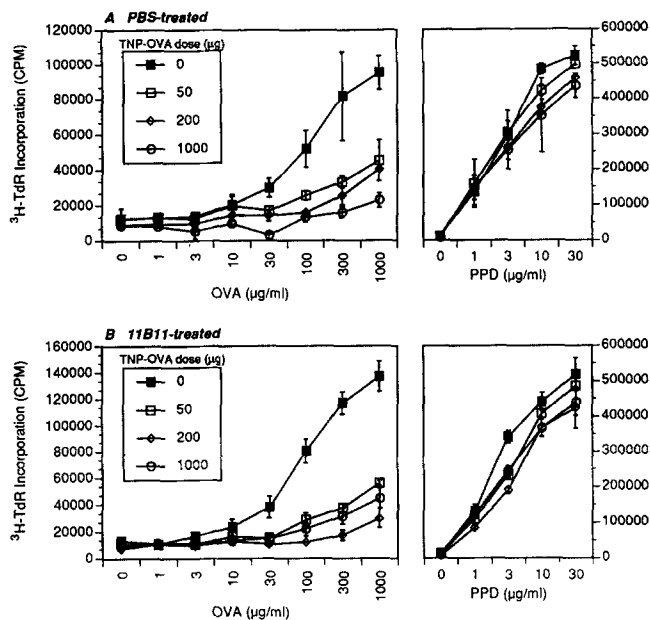 A PBS-treated
120000
100000
80000
60000
40000
20000
0
³H-TdR Incorporation (CPM)
TNP-OVA dose (µg)
0
50
200
1000
0 1 3 10 30 100 300 1000
OVA (µg/ml)
600000
500000
400000
300000
200000
100000
0
0 1 3 10 30
PPD (µg/ml)
B 11B11-treated
160000
140000
120000
100000
80000
60000
40000
20000
0
³H-TdR Incorporation (CPM)
TNP-OVA dose (µg)
0
50
200
1000
0 1 3 10 30 100 300 1000
OVA (µg/ml)
600000
500000
400000
300000
200000
100000
0
0 1 3 10 30
PPD (µg/ml)